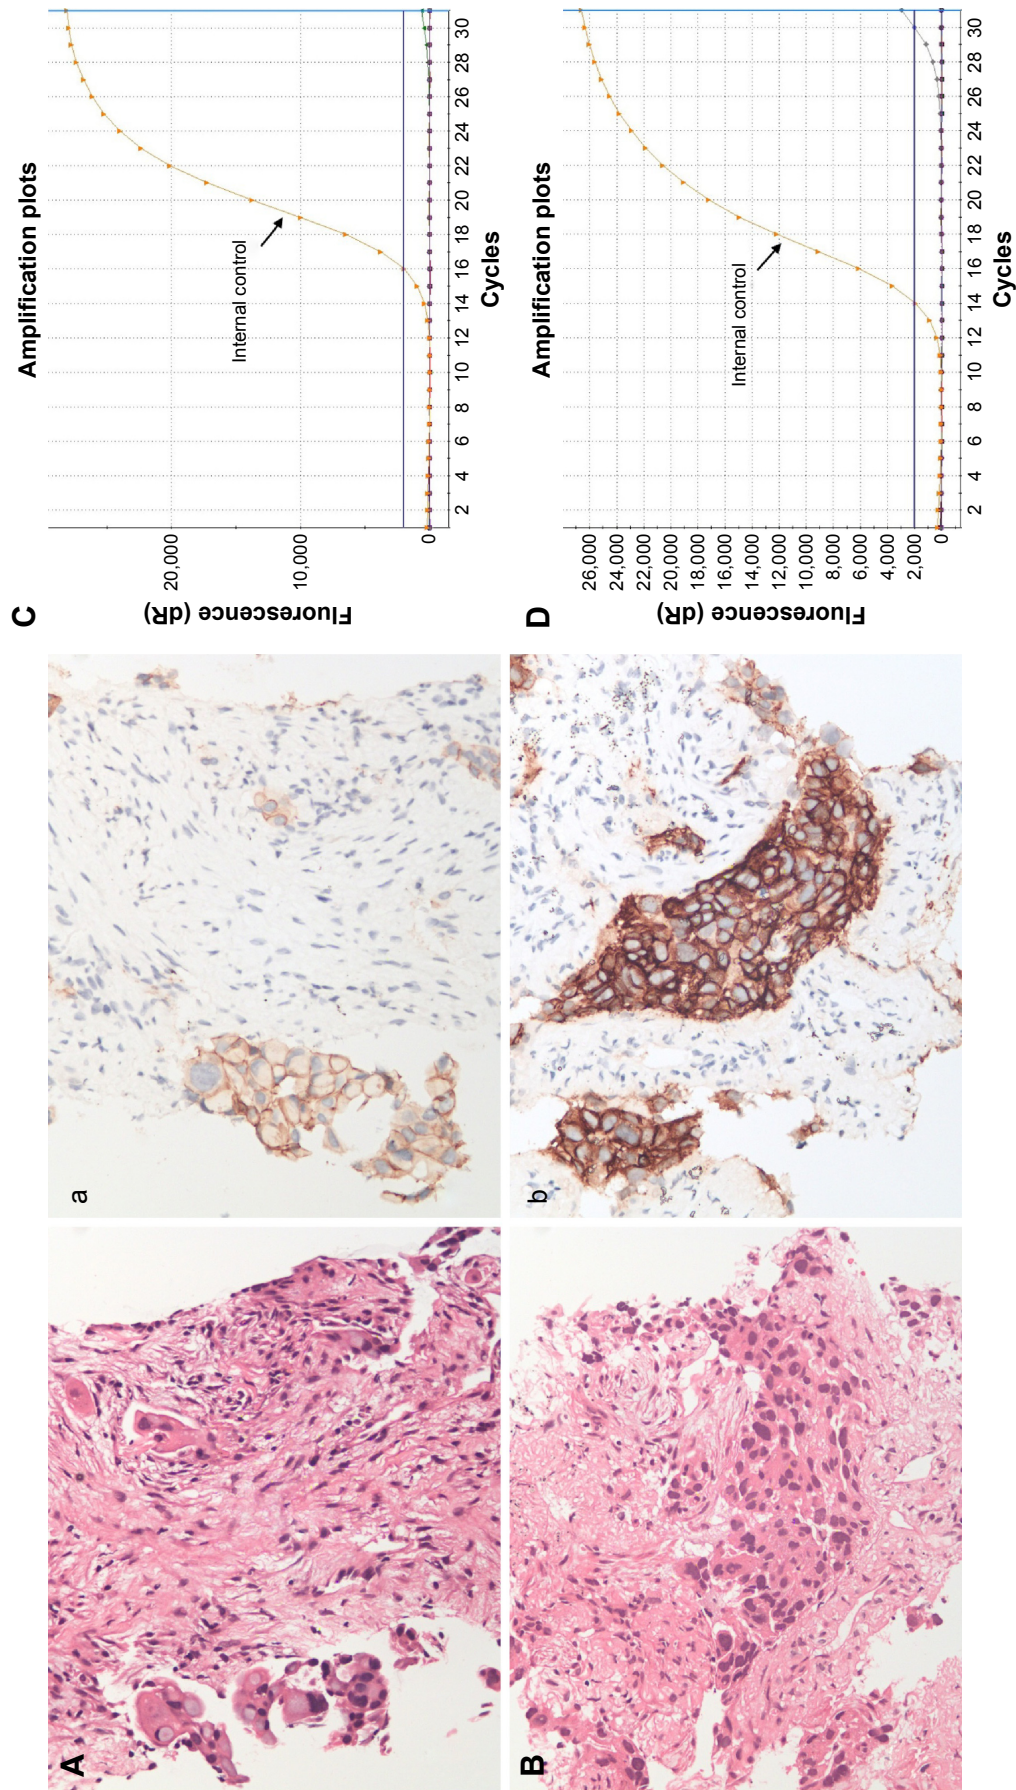 A
a
C
Amplification plots
Fluorescence (dR)
20,000
10,000
0
Internal control
2 4 6 8 10 12 14 16 18 20 22 24 26 28 30
Cycles
B
b
D
Amplification plots
Fluorescence (dR)
26,000
24,000
22,000
20,000
18,000
16,000
14,000
12,000
10,000
8,000
6,000
4,000
2,000
0
Internal control
2 4 6 8 10 12 14 16 18 20 22 24 26 28 30
Cycles